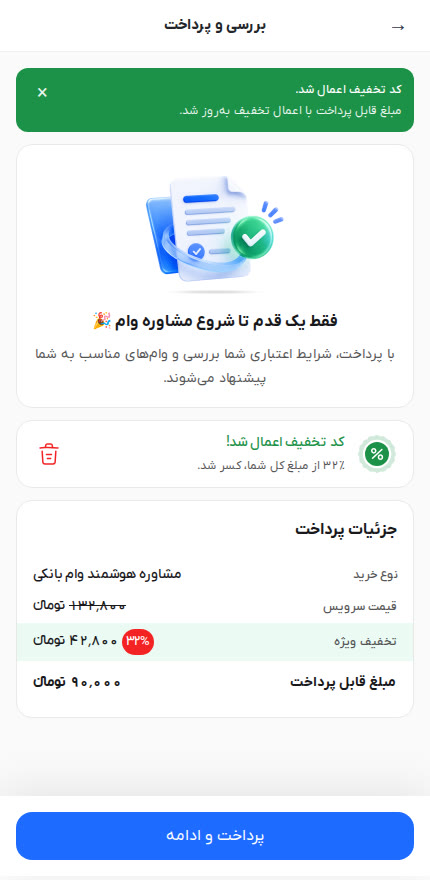 →
بررسی و پرداخت
کد تخفیف اعمال شد.
×
مبلغ قابل پرداخت با اعمال تخفیف به‌روز شد.
فقط یک قدم تا شروع مشاوره وام 🎉
با پرداخت، شرایط اعتباری شما بررسی و وام‌های مناسب به شما
پیشنهاد می‌شوند.
کد تخفیف اعمال شد!
۳۲٪ از مبلغ کل شما، کسر شد.
جزئیات پرداخت
نوع خرید مشاوره هوشمند وام بانکی
قیمت سرویس ۱۳۲,۸۰۰ تومان
تخفیف ویژه ۳۲% ۴۲,۸۰۰ تومان
مبلغ قابل پرداخت ۹۰,۰۰۰ تومان
پرداخت و ادامه